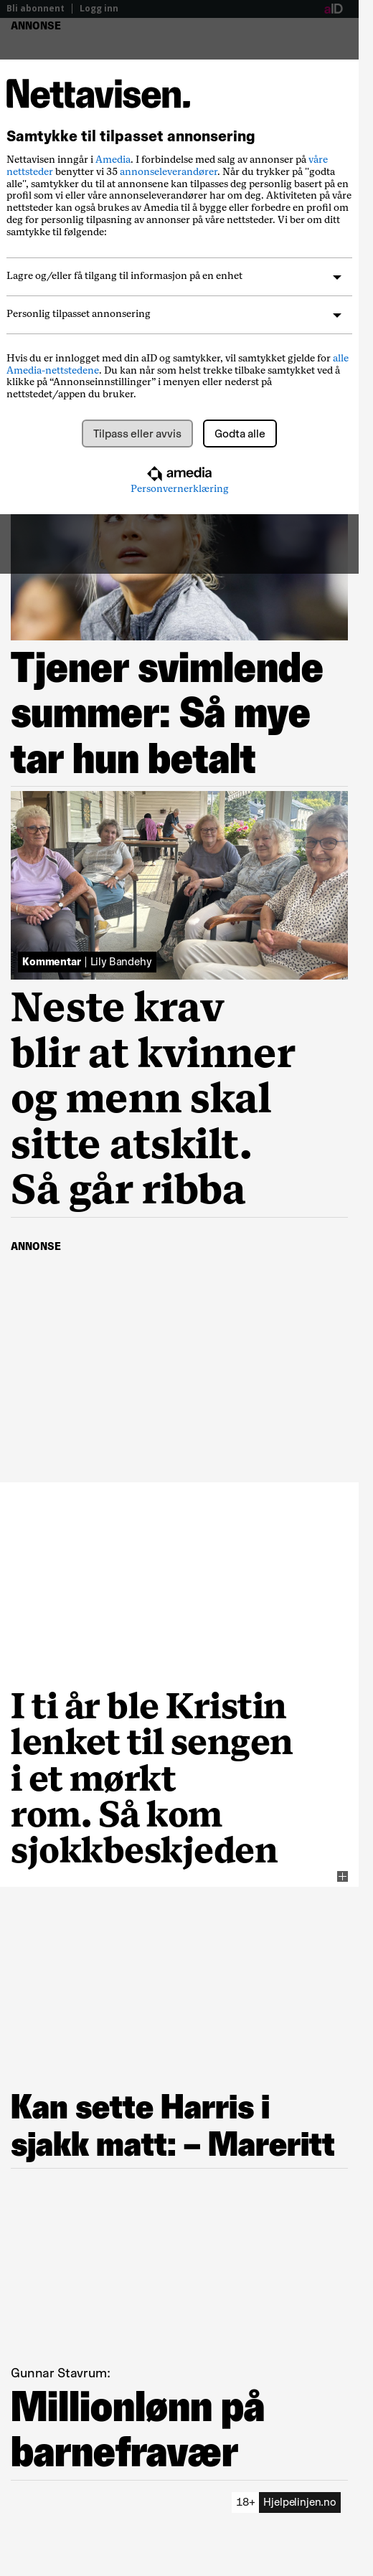 Bli abonnent | Logg inn
aID
ANNONSE
Nettavisen.
Samtykke til tilpasset annonsering
Nettavisen inngår i Amedia. I forbindelse med salg av annonser på våre
nettsteder benytter vi 35 annonseleverandører. Når du trykker på "godta
alle", samtykker du til at annonsene kan tilpasses deg personlig basert på en
profil som vi eller våre annonseleverandører har om deg. Aktiviteten på våre
nettsteder kan også brukes av Amedia til å bygge eller forbedre en profil om
deg for personlig tilpasning av annonser på våre nettsteder. Vi ber om ditt
samtykke til følgende:
Lagre og/eller få tilgang til informasjon på en enhet
Personlig tilpasset annonsering
Hvis du er innlogget med din aID og samtykker, vil samtykket gjelde for alle
Amedia-nettstedene. Du kan når som helst trekke tilbake samtykket ved å
klikke på “Annonseinnstillinger” i menyen eller nederst på
nettstedet/appen du bruker.
Tilpass eller avvis
Godta alle
amedia
Personvernerklæring
Tjener svimlende
summer: Så mye
tar hun betalt
Kommentar | Lily Bandehy
Neste krav
blir at kvinner
og menn skal
sitte atskilt.
Så går ribba
ANNONSE
I ti år ble Kristin
lenket til sengen
i et mørkt
rom. Så kom
sjokkbeskjeden
Kan sette Harris i
sjakk matt: – Mareritt
Gunnar Stavrum:
Millionlønn på
barnefravær
18+ Hjelpelinjen.no